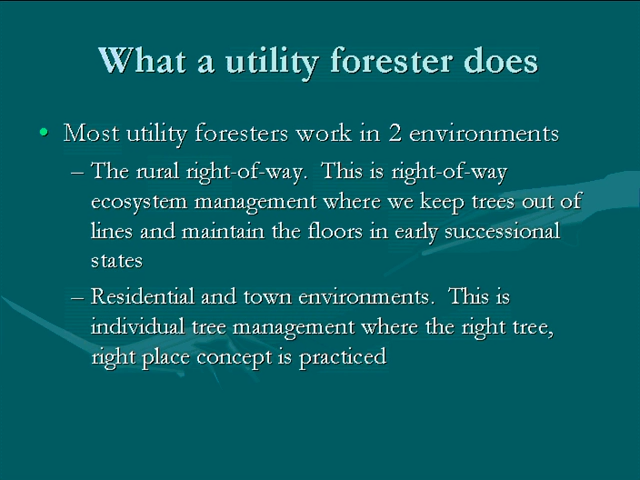 What a utility forester does
• Most utility foresters work in 2 environments
– The rural right-of-way.  This is right-of-way
ecosystem management where we keep trees out of
lines and maintain the floors in early successional
states
– Residential and town environments.  This is
individual tree management where the right tree,
right place concept is practiced